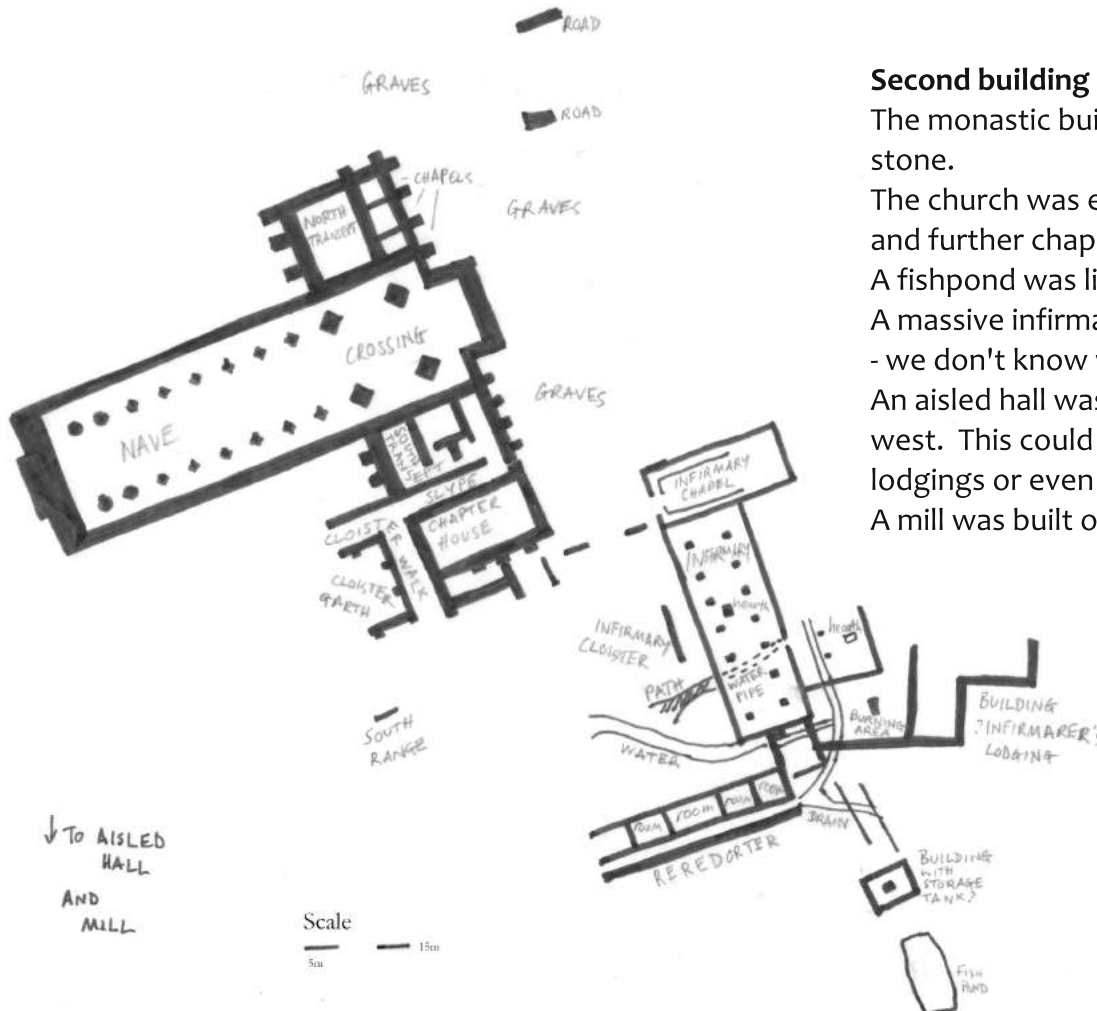 ROAD
GRAVES
ROAD
CHAPELS
GRAVES
NORTH
TRANSEPT
CROSSING
NAVE
GRAVES
SOUTH
TRANSEPT
SLYPE
CHAPTER
HOUSE
CLOISTER
WALK
CLOISTER
GARTH
INFIRMARY
CHAPEL
INFIRMARY
hearth
hearth
INFIRMARY
CLOISTER
PATH
WATER
PIPE
BURNING
AREA
BUILDING
?INFIRMARER'S
LODGING
SOUTH
RANGE
WATER
room
room
room
room
REREDORTER
DRAIN
BUILDING
WITH
STORAGE
TANK?
FISH
POND
↓ TO AISLED
HALL
AND
MILL
Scale
5m
15m
Second building
The monastic bui
stone.
The church was e
and further chap
A fishpond was li
A massive infirma
- we don't know
An aisled hall was
west. This could
lodgings or even
A mill was built o